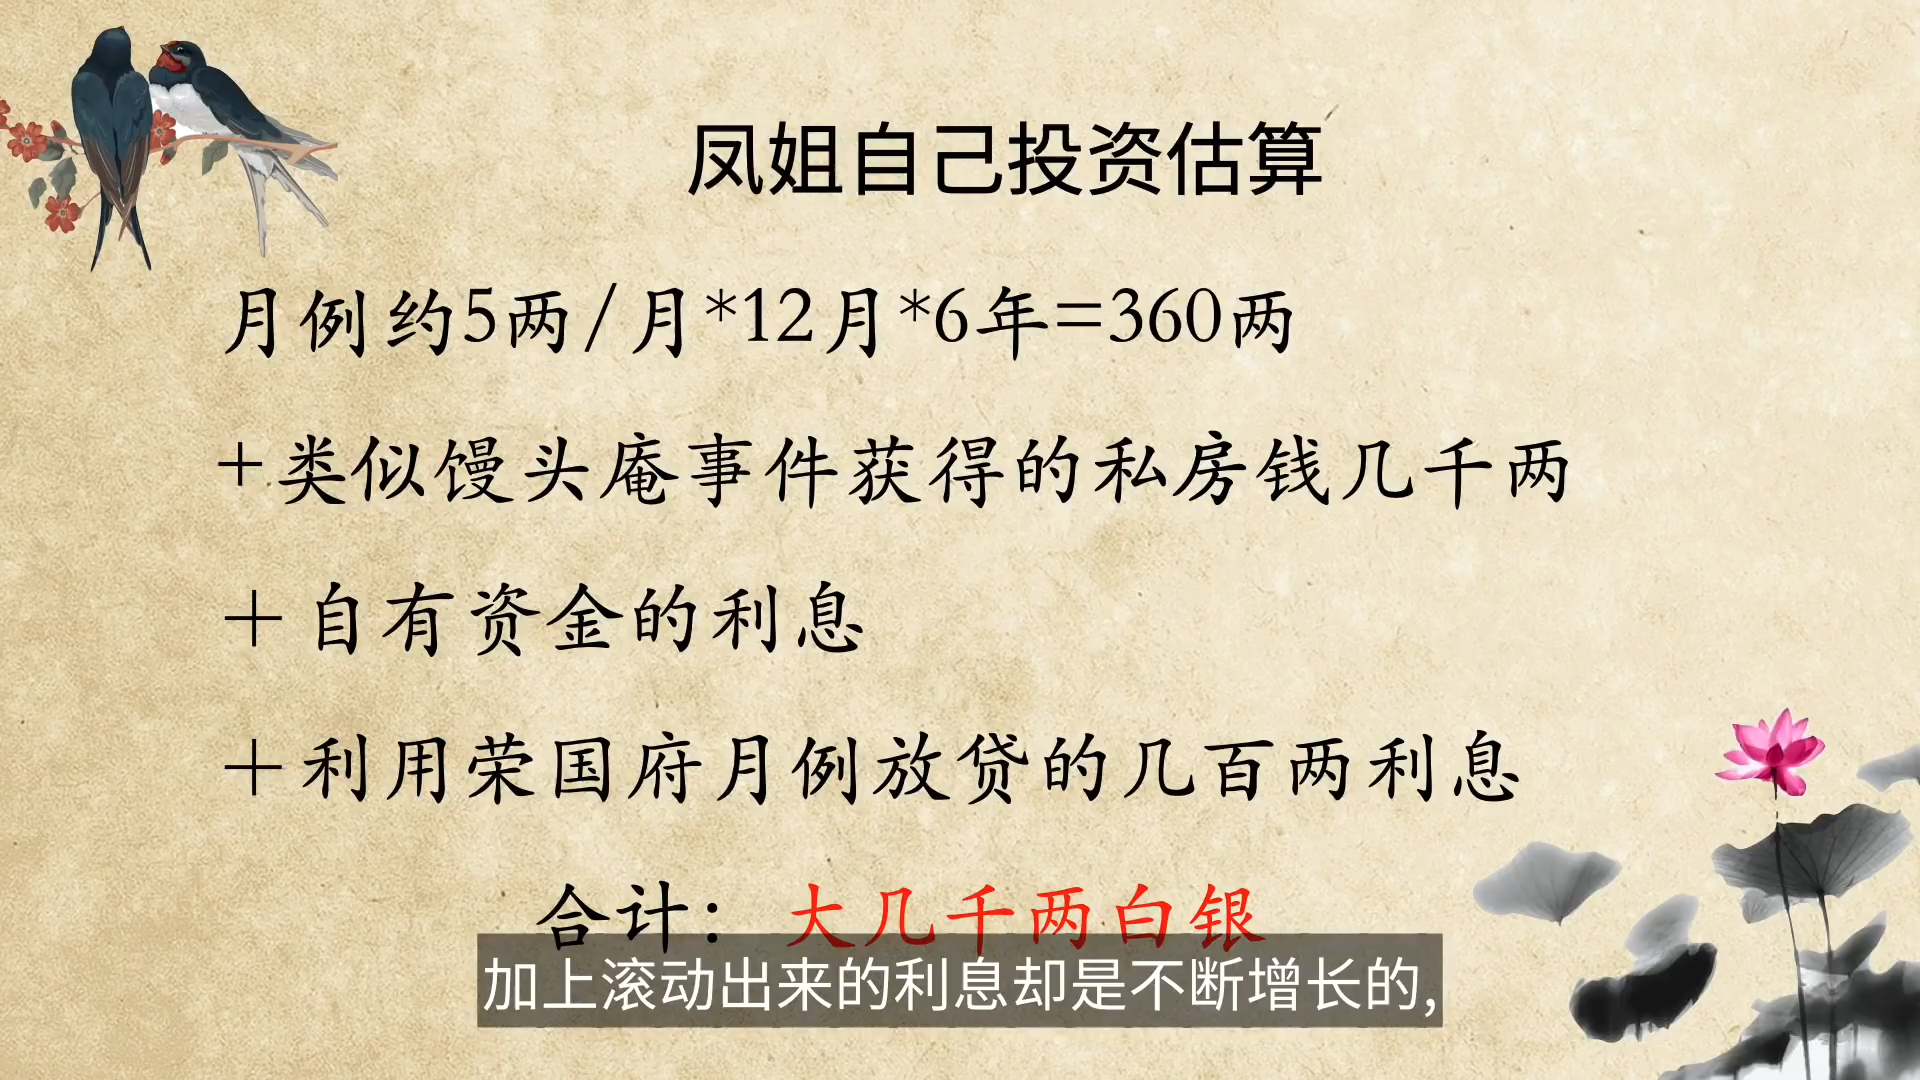 凤姐自己投资估算
月例约5两/月*12月*6年=360两
+类似馒头庵事件获得的私房钱几千两
+自有资金的利息
+利用荣国府月例放贷的几百两利息
合计：大几千两白银
加上滚动出来的利息却是不断增长的,